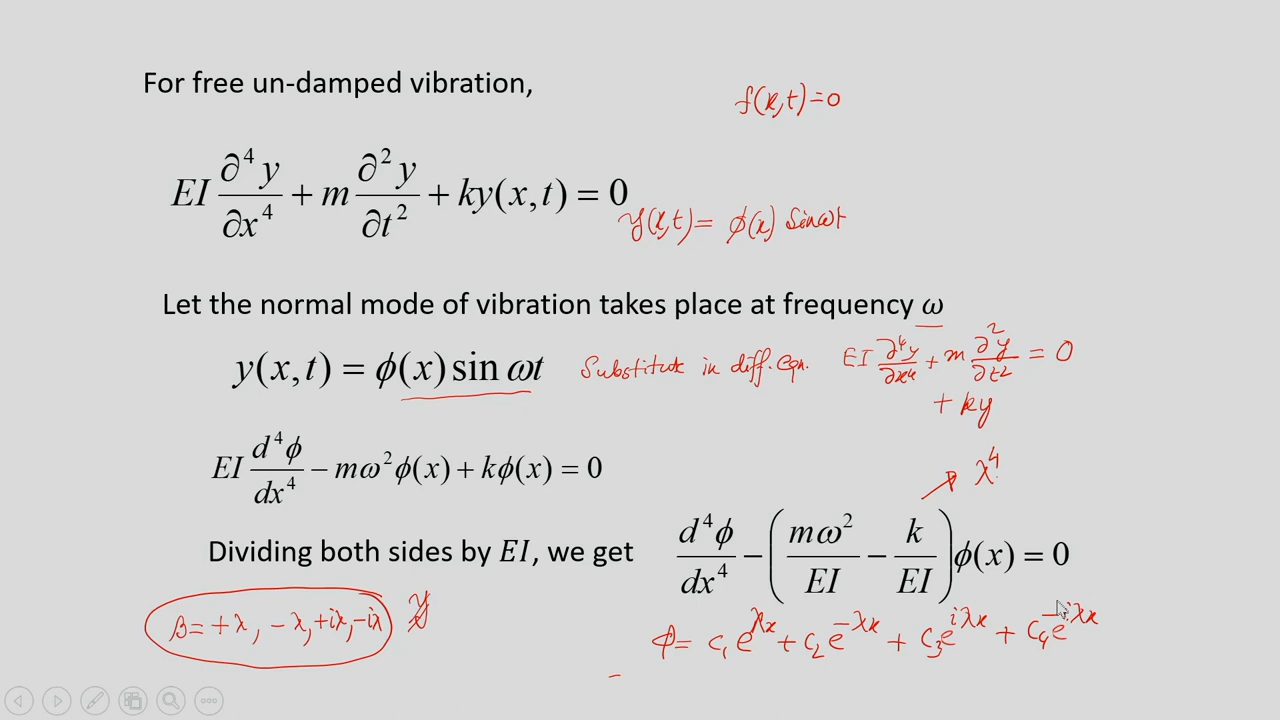 For free un-damped vibration,
f(x,t)=0
EI ∂⁴y/∂x⁴ + m ∂²y/∂t² + ky(x,t) = 0
y(x,t)= ϕ(x) sinωt
Let the normal mode of vibration takes place at frequency ω
y(x,t) = ϕ(x) sin ωt
Substitute in diff. Eqn. EI ∂⁴y/∂x⁴ + m ∂²y/∂t² = 0
+ ky
EI d⁴ϕ/dx⁴ − mω²ϕ(x) + kϕ(x) = 0
λ⁴
Dividing both sides by EI, we get d⁴ϕ/dx⁴ − (mω²/EI − k/EI) ϕ(x) = 0
β= +λ, −λ, +iλ, −iλ
ϕ= c₁e^λx + c₂e^−λx + c₃e^iλx + c₄e^−iλx